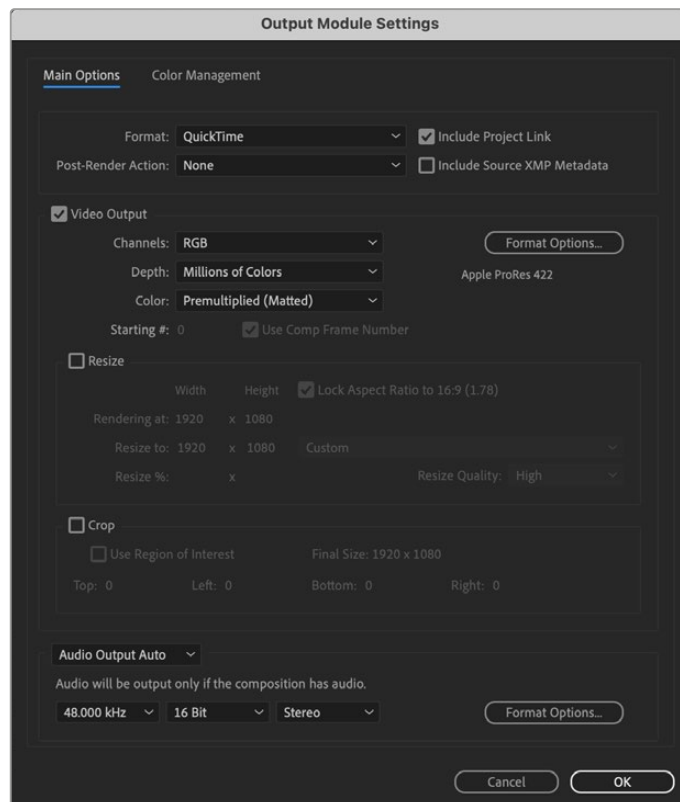 Output Module Settings
Main Options Color Management
Format: QuickTime Include Project Link
Post-Render Action: None Include Source XMP Metadata
Video Output
Channels: RGB Format Options...
Depth: Millions of Colors Apple ProRes 422
Color: Premultiplied (Matted)
Starting #: 0 Use Comp Frame Number
Resize
Width Height Lock Aspect Ratio to 16:9 (1.78)
Rendering at: 1920 x 1080
Resize to: 1920 x 1080 Custom
Resize %: x Resize Quality: High
Crop
Use Region of Interest Final Size: 1920 x 1080
Top: 0 Left: 0 Bottom: 0 Right: 0
Audio Output Auto
Audio will be output only if the composition has audio.
48.000 kHz 16 Bit Stereo Format Options...
Cancel OK